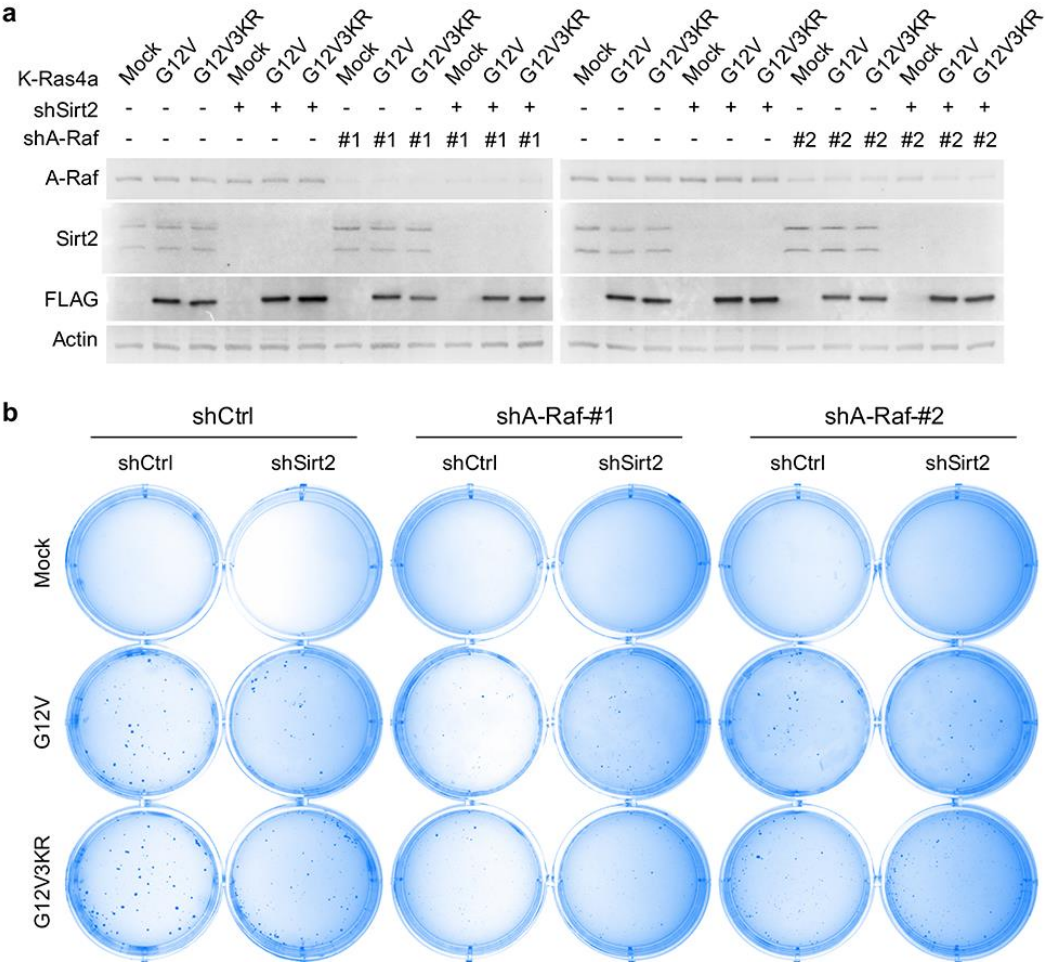 a
K-Ras4a Mock G12V G12V3KR Mock G12V G12V3KR Mock G12V G12V3KR Mock G12V G12V3KR Mock G12V G12V3KR Mock G12V G12V3KR Mock G12V G12V3KR Mock G12V G12V3KR
shSirt2 - - - + + + - - - + + + - - - + + + - - - + + +
shA-Raf - - - - - - #1 #1 #1 #1 #1 #1 - - - - - - #2 #2 #2 #2 #2 #2
A-Raf
Sirt2
FLAG
Actin
b
shCtrl shA-Raf-#1 shA-Raf-#2
shCtrl shSirt2 shCtrl shSirt2 shCtrl shSirt2
Mock
G12V
G12V3KR